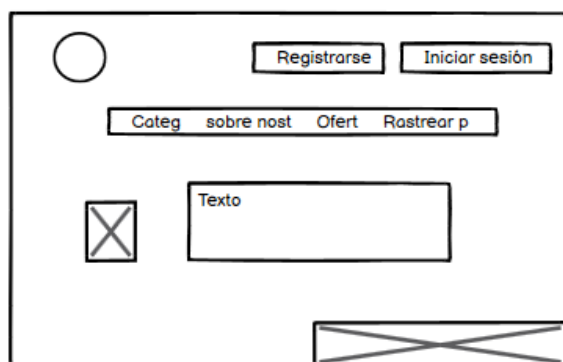 Registrarse Iniciar sesión
Categ sobre nost Ofert Rastrear p
Texto